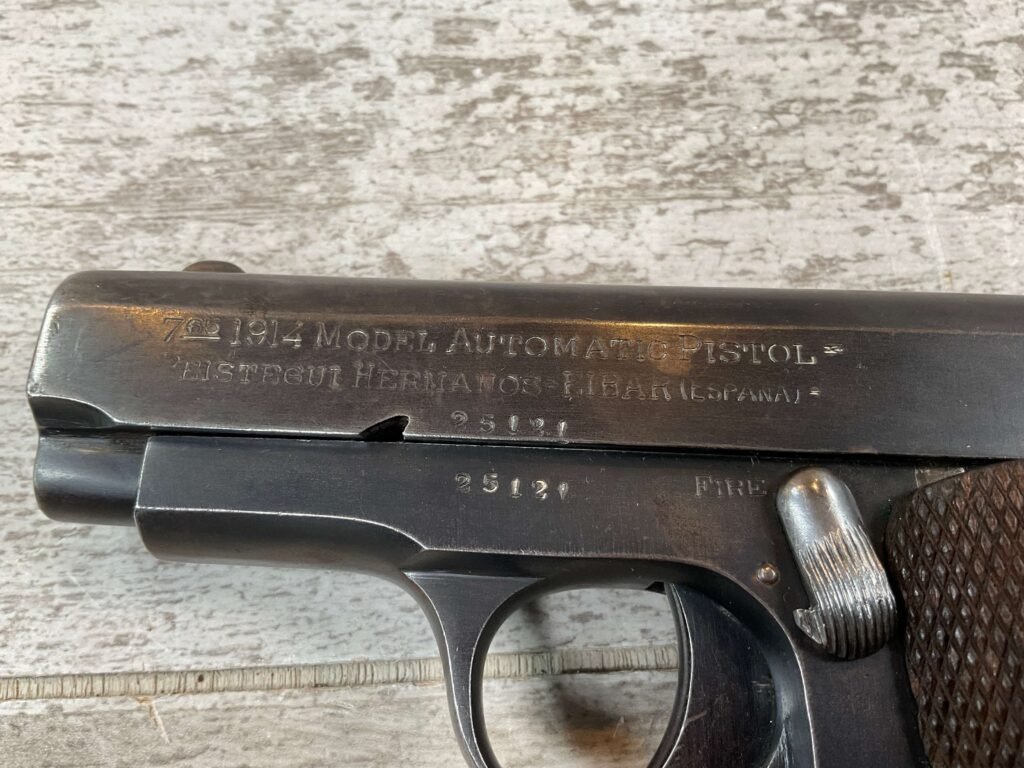 7 65 1914 MODEL AUTOMATIC PISTOL =
EISTEGUI HERMANOS=EIBAR (ESPANA) =
25121
25121
FIRE